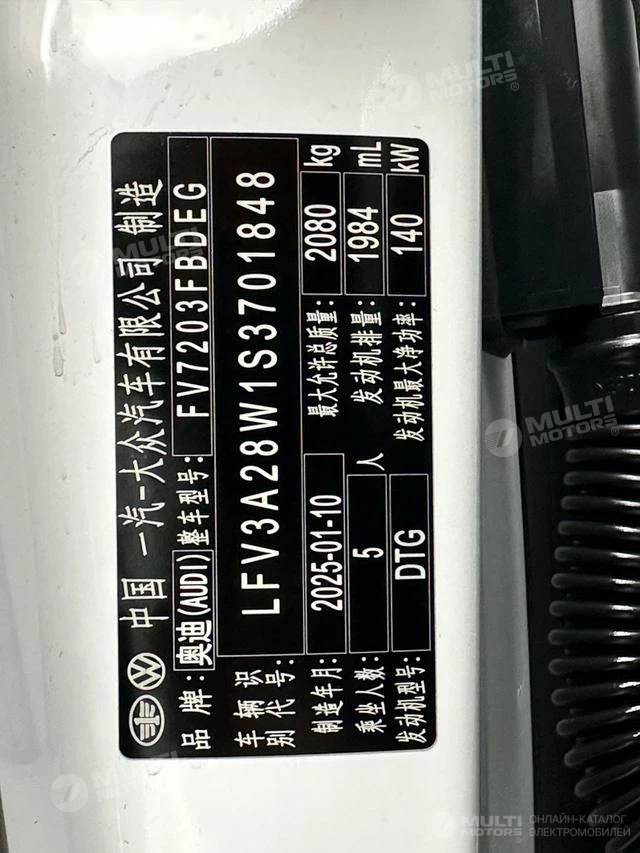 中国 一汽-大众汽车有限公司 制造
品牌: 奥迪(AUDI) 整车型号: FV7203FBDEG
车辆识别代号: LFV3A28W1S3701848
制造年月: 2025-01-10 最大允许总质量: 2080 kg
乘坐人数: 5 人 发动机排量: 1984 mL
发动机型号: DTG 发动机最大净功率: 140 kW
MULTI MOTORS®
MULTI MOTORS®
MULTI MOTORS®
MULTI MOTORS®
MULTI MOTORS®
MULTI MOTORS
ОНЛАЙН-КАТАЛОГ
ЭЛЕКТРОМОБИЛЕЙ